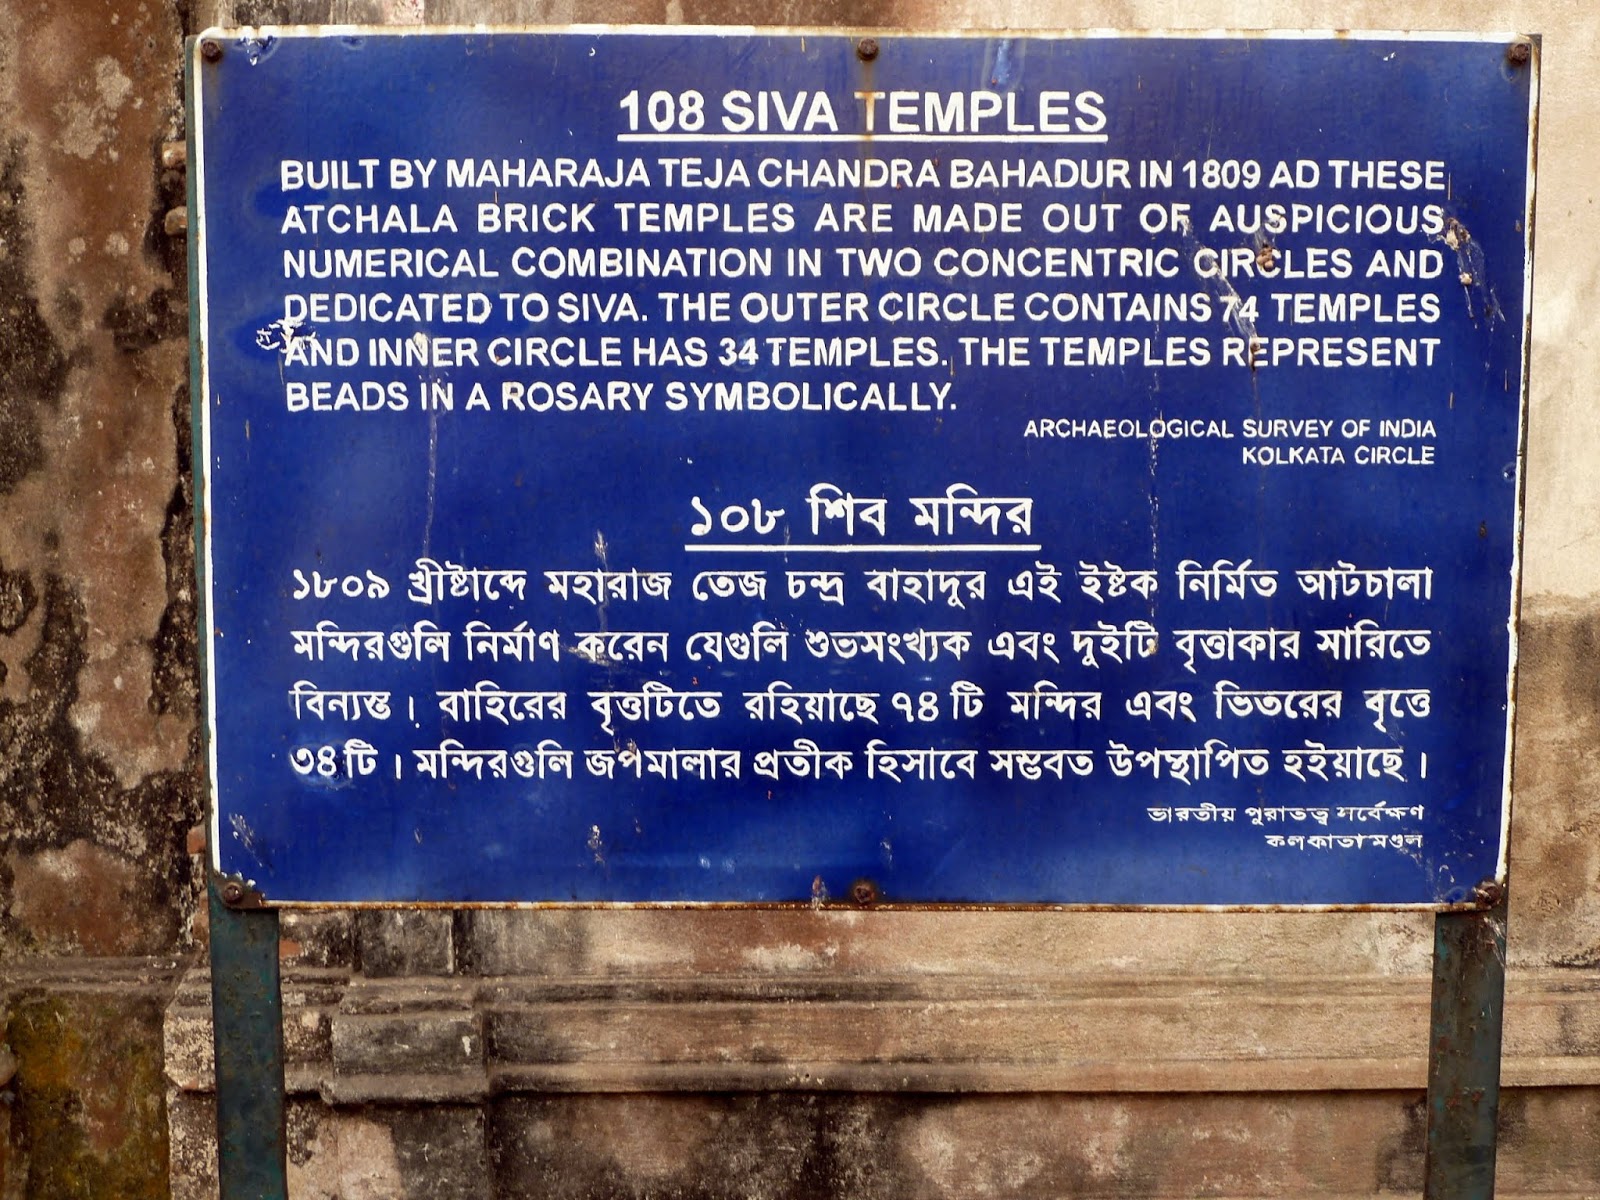 108 SIVA TEMPLES
BUILT BY MAHARAJA TEJA CHANDRA BAHADUR IN 1809 AD THESE
ATCHALA BRICK TEMPLES ARE MADE OUT OF AUSPICIOUS
NUMERICAL COMBINATION IN TWO CONCENTRIC CIRCLES AND
DEDICATED TO SIVA. THE OUTER CIRCLE CONTAINS 74 TEMPLES
AND INNER CIRCLE HAS 34 TEMPLES. THE TEMPLES REPRESENT
BEADS IN A ROSARY SYMBOLICALLY.
ARCHAEOLOGICAL SURVEY OF INDIA
KOLKATA CIRCLE
১০৮ শিব মন্দির
১৮০৯ খ্রীষ্টাব্দে মহারাজ তেজ চন্দ্র বাহাদুর এই ইষ্টক নির্মিত আটচালা
মন্দিরগুলি নির্মাণ করেন যেগুলি শুভসংখ্যক এবং দুইটি বৃত্তাকার সারিতে
বিন্যস্ত। বাহিরের বৃত্তটিতে রহিয়াছে ৭৪ টি মন্দির এবং ভিতরের বৃত্তে
৩৪ টি। মন্দিরগুলি জপমালার প্রতীক হিসাবে সম্ভবত উপস্থাপিত হইয়াছে।
ভারতীয় পুরাতত্ত্ব সর্বেক্ষণ
কলকাতা মণ্ডল